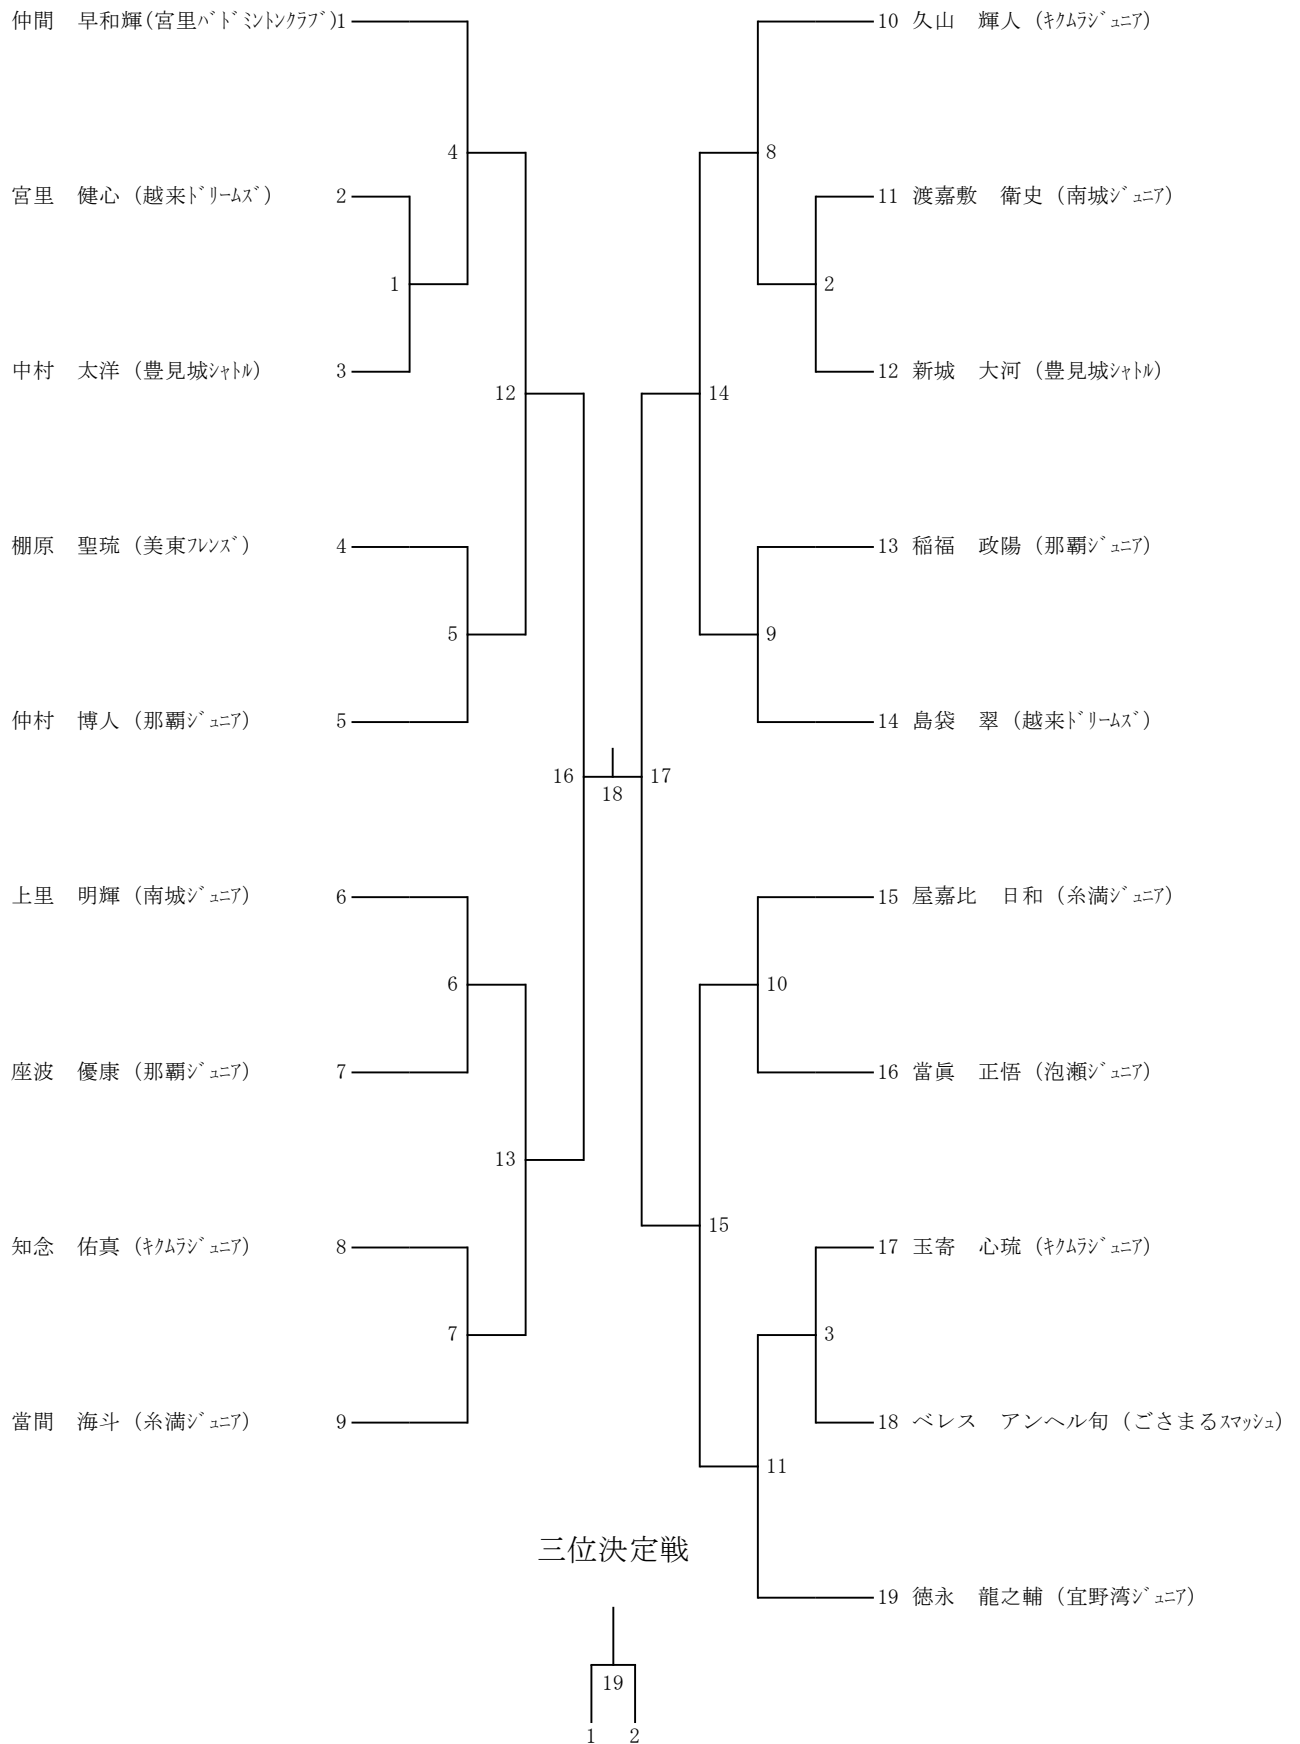 仲間　早和輝(宮里ﾊﾞﾄﾞﾐﾝﾄﾝｸﾗﾌﾞ)1
10 久山　輝人 (ｷｸﾑﾗｼﾞｭﾆｱ)
4
8
宮里　健心 (越来ﾄﾞﾘｰﾑｽﾞ) 2
11 渡嘉敷　衛史 (南城ｼﾞｭﾆｱ)
1
2
中村　太洋 (豊見城ｼｬﾄﾙ) 3
12 新城　大河 (豊見城ｼｬﾄﾙ)
12
14
棚原　聖琉 (美東ﾌﾚﾝｽﾞ) 4
13 稲福　政陽 (那覇ｼﾞｭﾆｱ)
5
9
仲村　博人 (那覇ｼﾞｭﾆｱ) 5
14 島袋　翠 (越来ﾄﾞﾘｰﾑｽﾞ)
16
17
18
上里　明輝 (南城ｼﾞｭﾆｱ) 6
15 屋嘉比　日和 (糸満ｼﾞｭﾆｱ)
6
10
座波　優康 (那覇ｼﾞｭﾆｱ) 7
16 當眞　正悟 (泡瀬ｼﾞｭﾆｱ)
13
15
知念　佑真 (ｷｸﾑﾗｼﾞｭﾆｱ) 8
17 玉寄　心琉 (ｷｸﾑﾗｼﾞｭﾆｱ)
7
3
當間　海斗 (糸満ｼﾞｭﾆｱ) 9
18 ベレス　アンヘル旬 (ごさまるｽﾏｯｼｭ)
11
三位決定戦
19 徳永　龍之輔 (宜野湾ｼﾞｭﾆｱ)
19
1 2